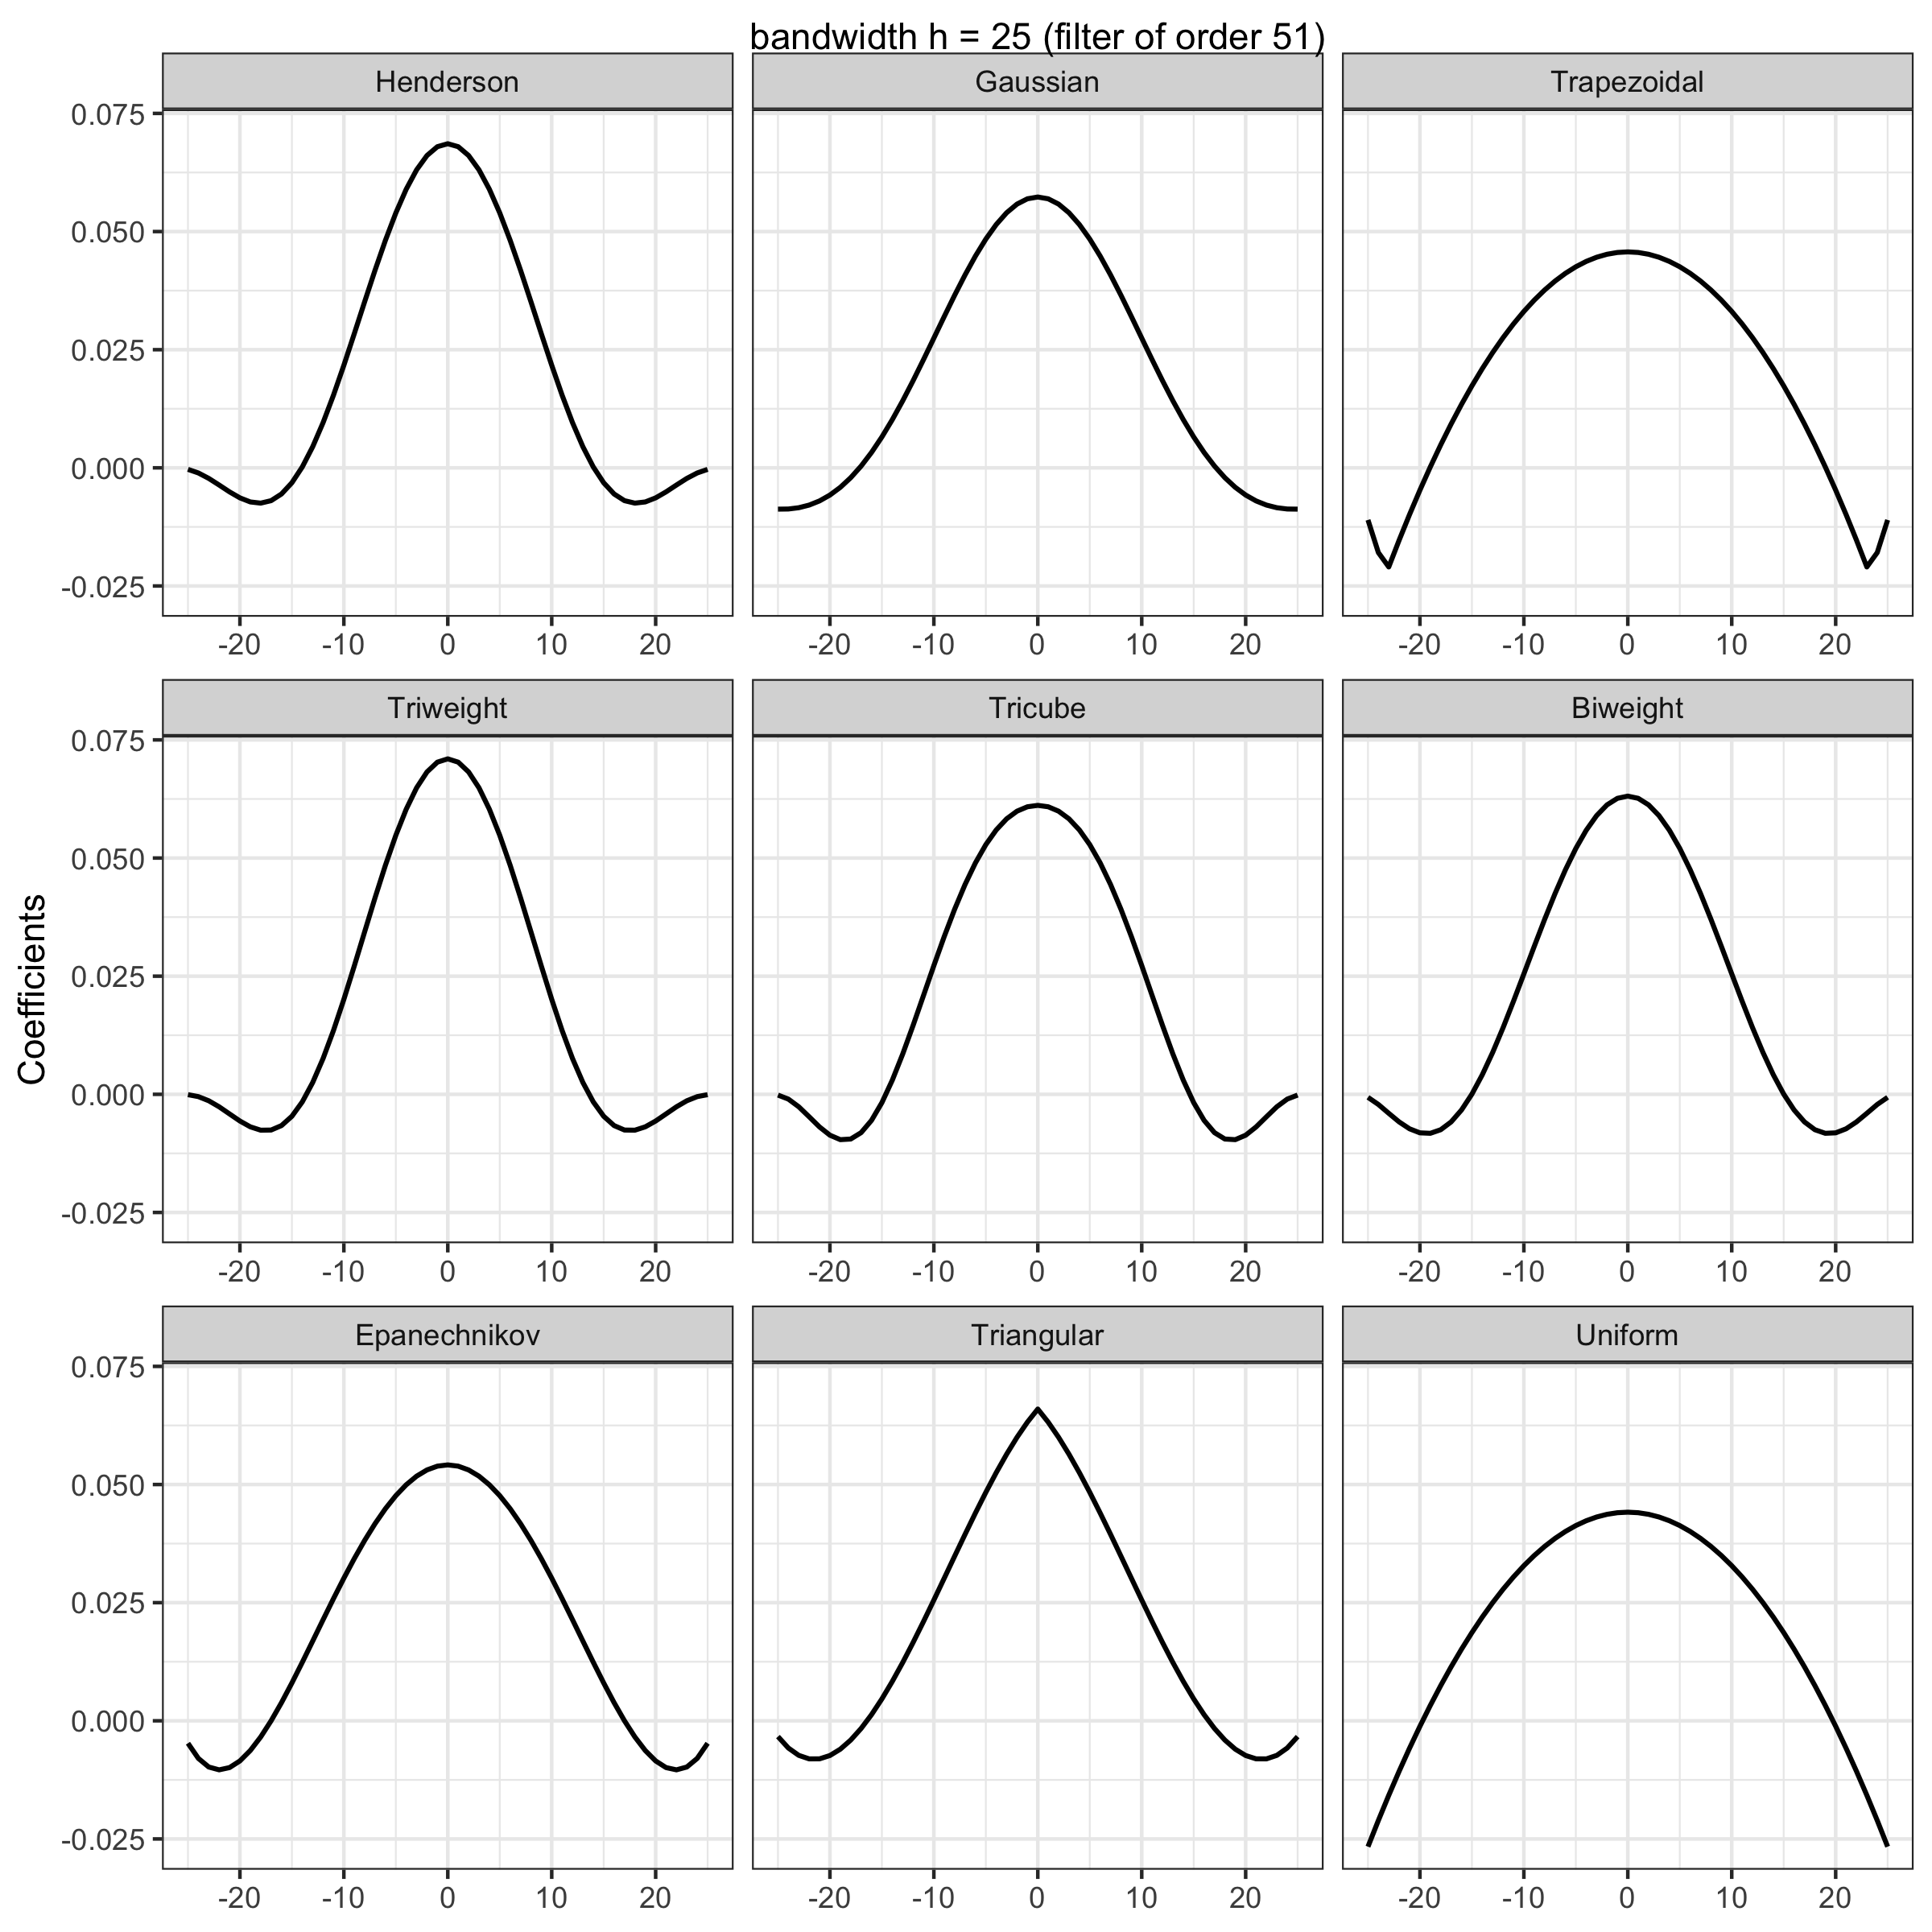 bandwidth h = 25 (filter of order 51)
Henderson Gaussian Trapezoidal
0.075
0.050
0.025
0.000
-0.025
-20 -10 0 10 20 -20 -10 0 10 20 -20 -10 0 10 20
Triweight Tricube Biweight
0.075
0.050
0.025
0.000
-0.025
Coefficients
-20 -10 0 10 20 -20 -10 0 10 20 -20 -10 0 10 20
Epanechnikov Triangular Uniform
0.075
0.050
0.025
0.000
-0.025
-20 -10 0 10 20 -20 -10 0 10 20 -20 -10 0 10 20